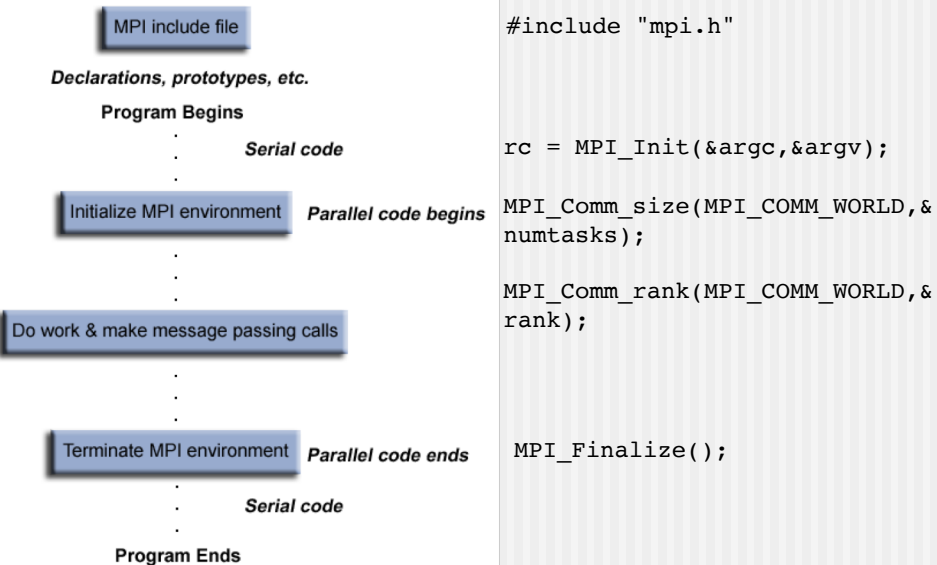 MPI include file
Declarations, prototypes, etc.
Program Begins
Serial code
Initialize MPI environment
Parallel code begins
Do work & make message passing calls
Terminate MPI environment
Parallel code ends
Serial code
Program Ends
#include "mpi.h"
rc = MPI_Init(&argc,&argv);
MPI_Comm_size(MPI_COMM_WORLD,&
numtasks);
MPI_Comm_rank(MPI_COMM_WORLD,&
rank);
MPI_Finalize();